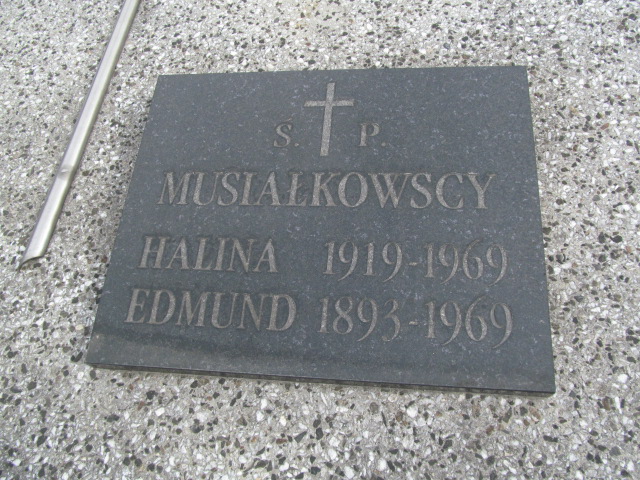 S. P.
MUSIAŁKOWSCY
HALINA 1919-1969
EDMUND 1893-1969